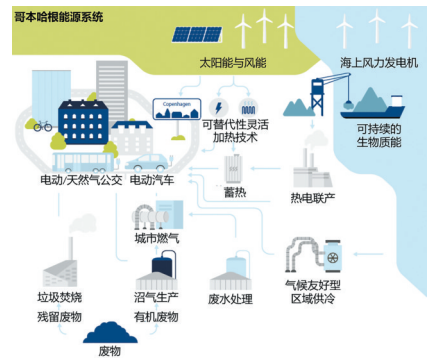 哥本哈根能源系统
太阳能与风能
海上风力发电机
Copenhagen
可替代性灵活
加热技术
可持续的
生物质能
电动/天然气公交
电动汽车
蓄热
热电联产
城市燃气
垃圾焚烧
沼气生产
废水处理
气候友好型
区域供冷
残留废物
有机废物
废物